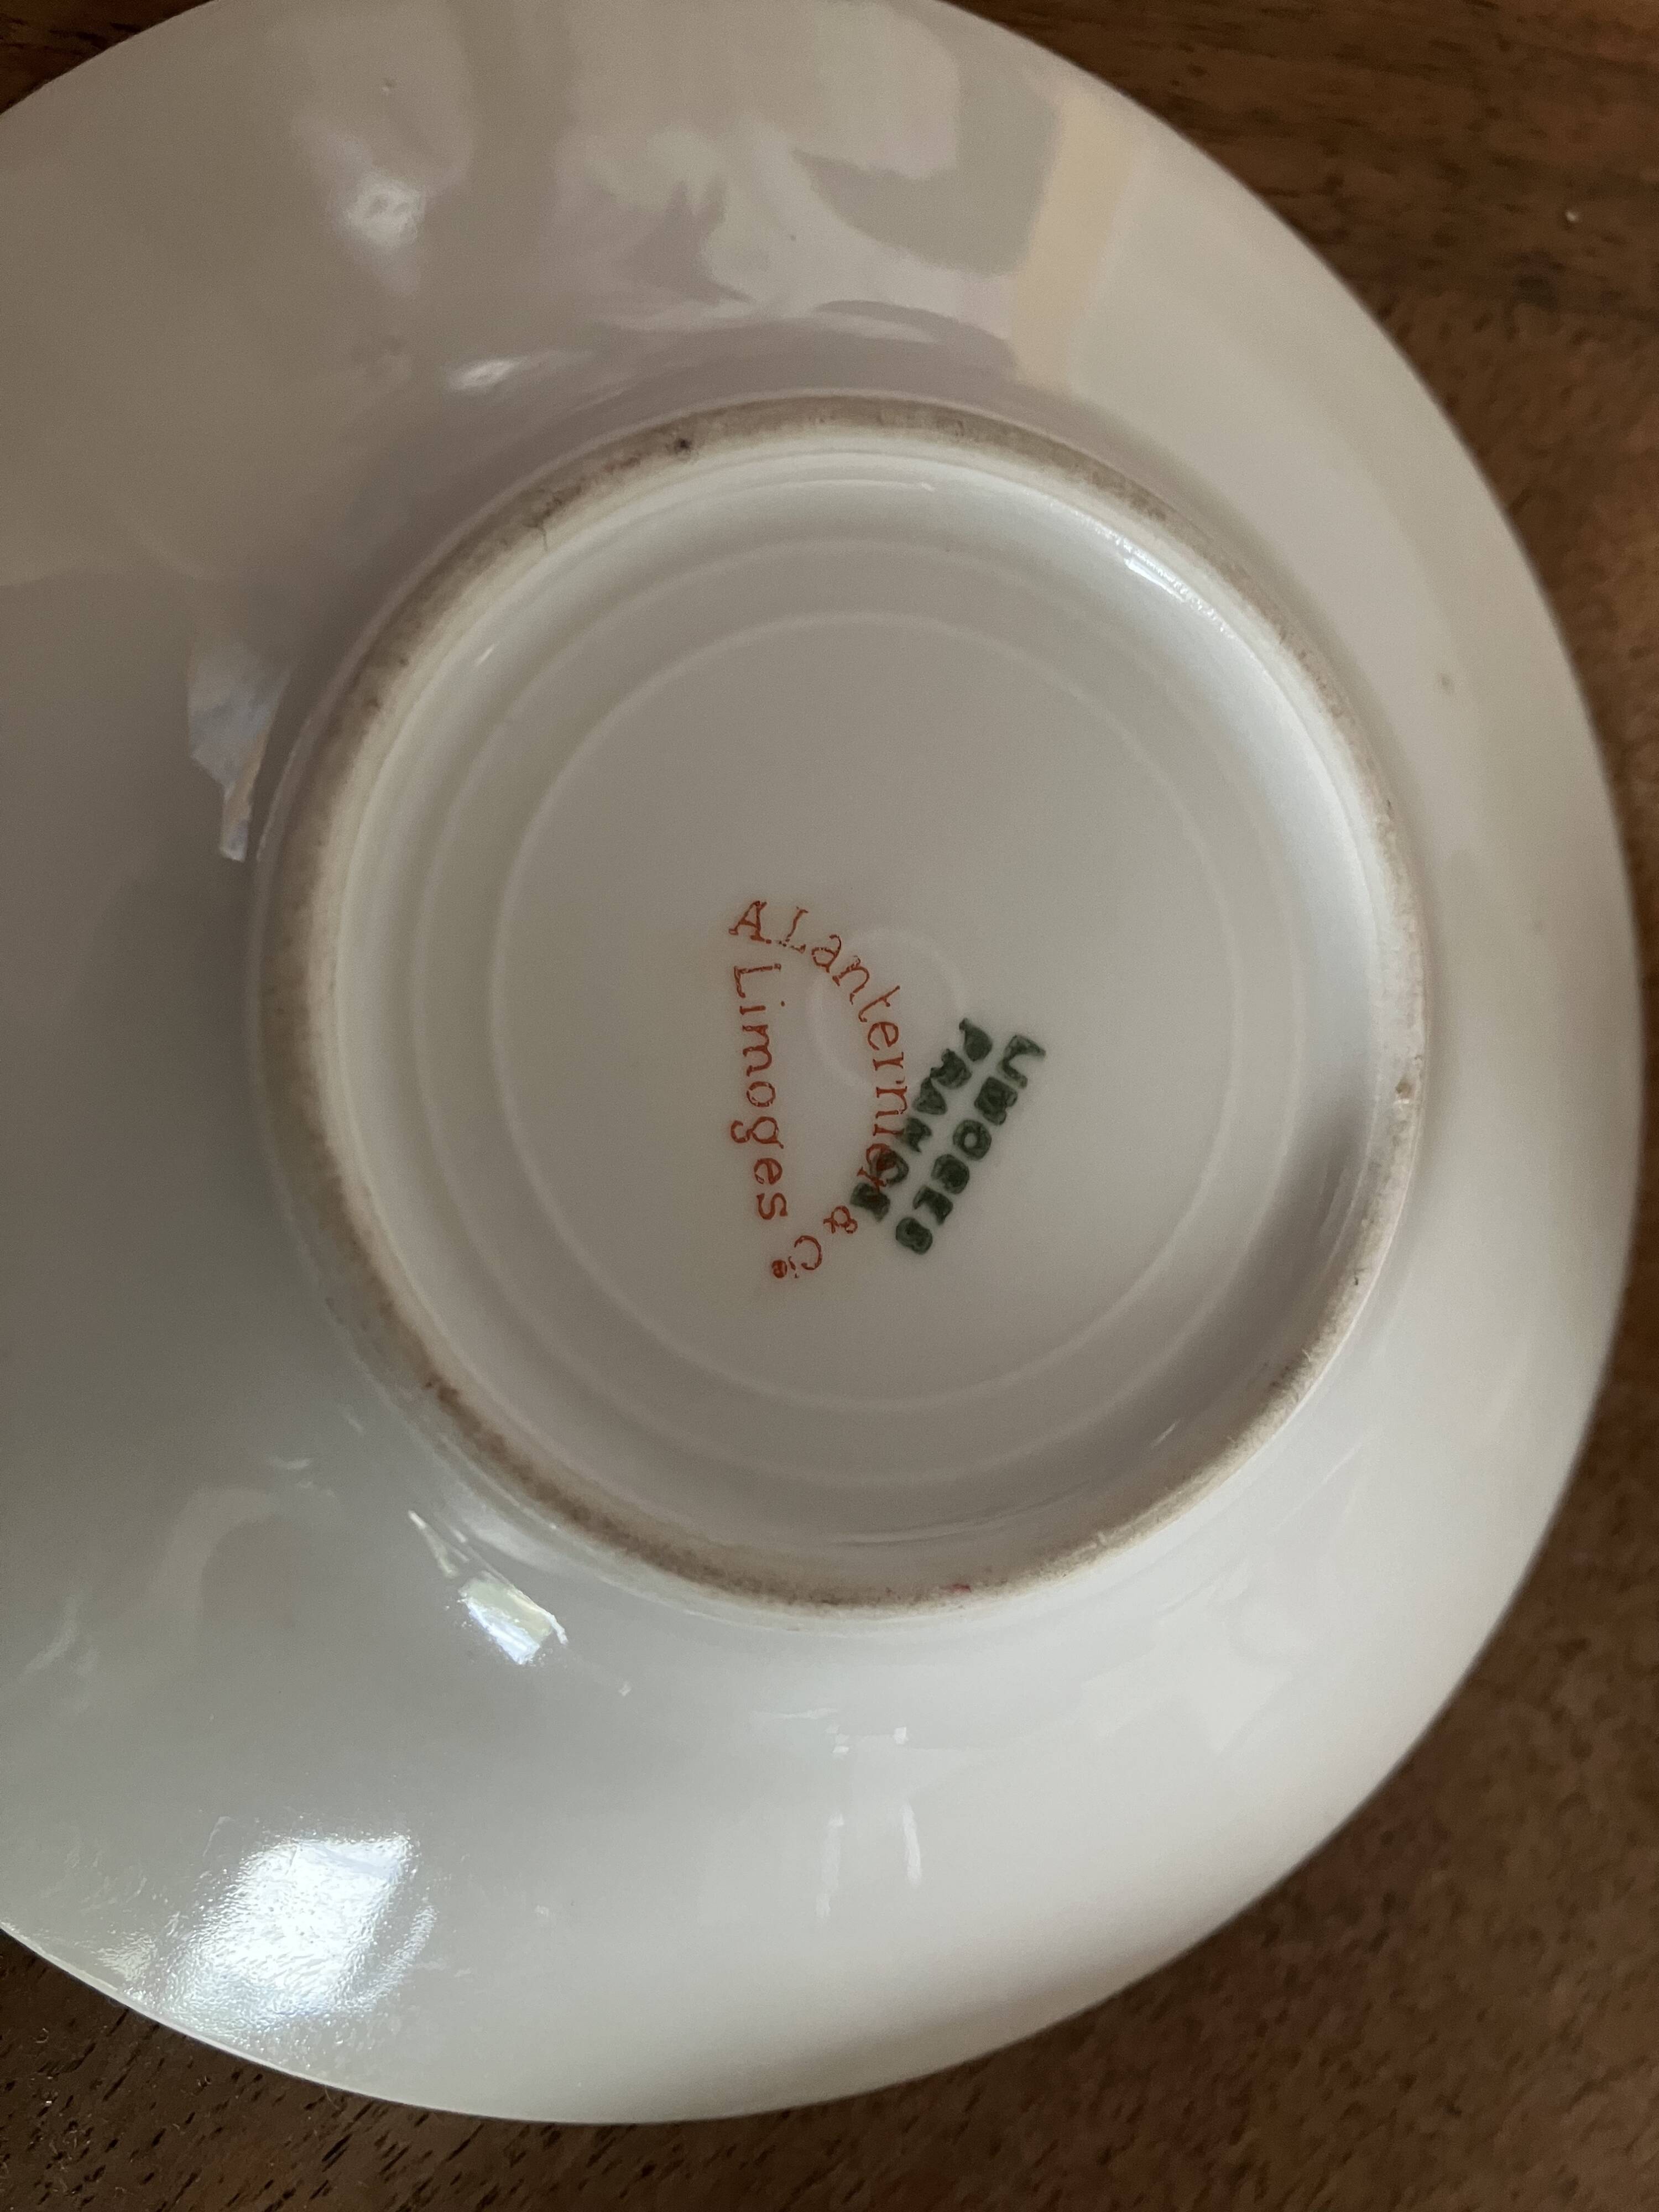 A Lanternier & Cie
Limoges
LIMOGES
FRANCE